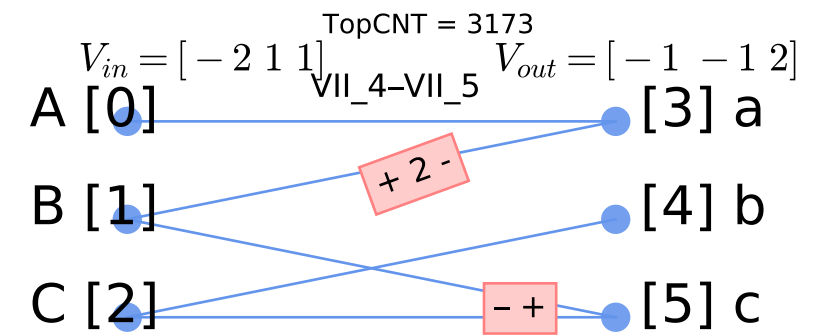 TopCNT = 3173
V_in = [ − 2 1 1] V_out = [ − 1 − 1 2]
VII_4–VII_5
A [0] [3] a
+ 2 -
B [1] [4] b
C [2] – + [5] c